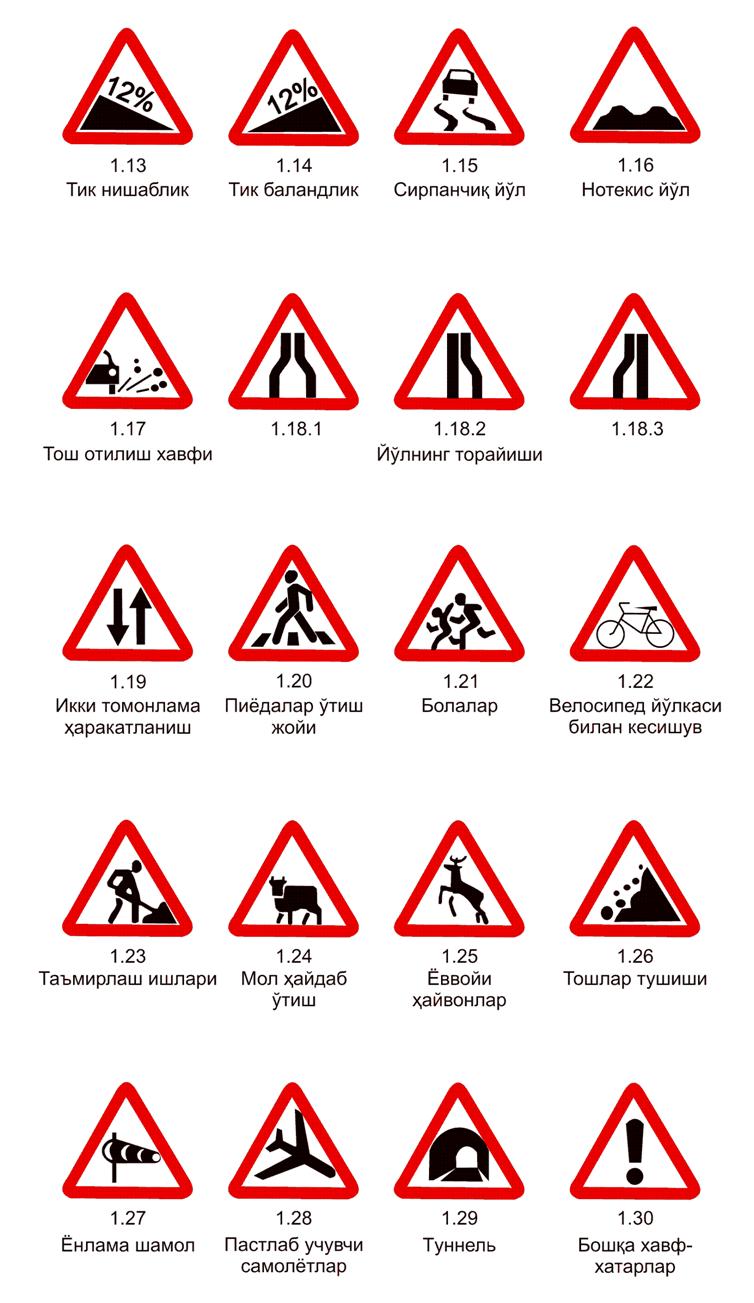 12%
12%
1.13
1.14
1.15
1.16
Тик нишаблик
Тик баландлик
Сирпанчиқ йўл
Нотекис йўл
1.17
1.18.1
1.18.2
1.18.3
Тош отилиш хавфи
Йўлнинг торайиши
1.19
1.20
1.21
1.22
Икки томонлама
ҳаракатланиш
Пиёдалар ўтиш
жойи
Болалар
Велосипед йўлкаси
билан кесишув
1.23
1.24
1.25
1.26
Таъмирлаш ишлари
Мол ҳайдаб
ўтиш
Ёввойи
ҳайвонлар
Тошлар тушиши
1.27
1.28
1.29
1.30
Ёнлама шамол
Пастлаб учувчи
самолётлар
Туннель
Бошқа хавф-
хатарлар